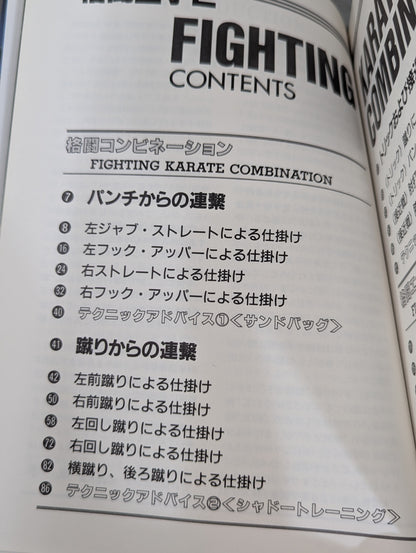 FIGHTING
CONTENTS
格闘コンビネーション
FIGHTING KARATE COMBINATION
7 パンチからの連繋
8 左ジャブ・ストレートによる仕掛け
16 左フック・アッパーによる仕掛け
24 右ストレートによる仕掛け
32 右フック・アッパーによる仕掛け
40 テクニックアドバイス①<サンドバッグ>
41 蹴りからの連繋
42 左前蹴りによる仕掛け
50 右前蹴りによる仕掛け
58 左回し蹴りによる仕掛け
72 右回し蹴りによる仕掛け
82 横蹴り、後ろ蹴りによる仕掛け
86 テクニックアドバイス②<シャドートレーニング>
KARATE
COMBIN